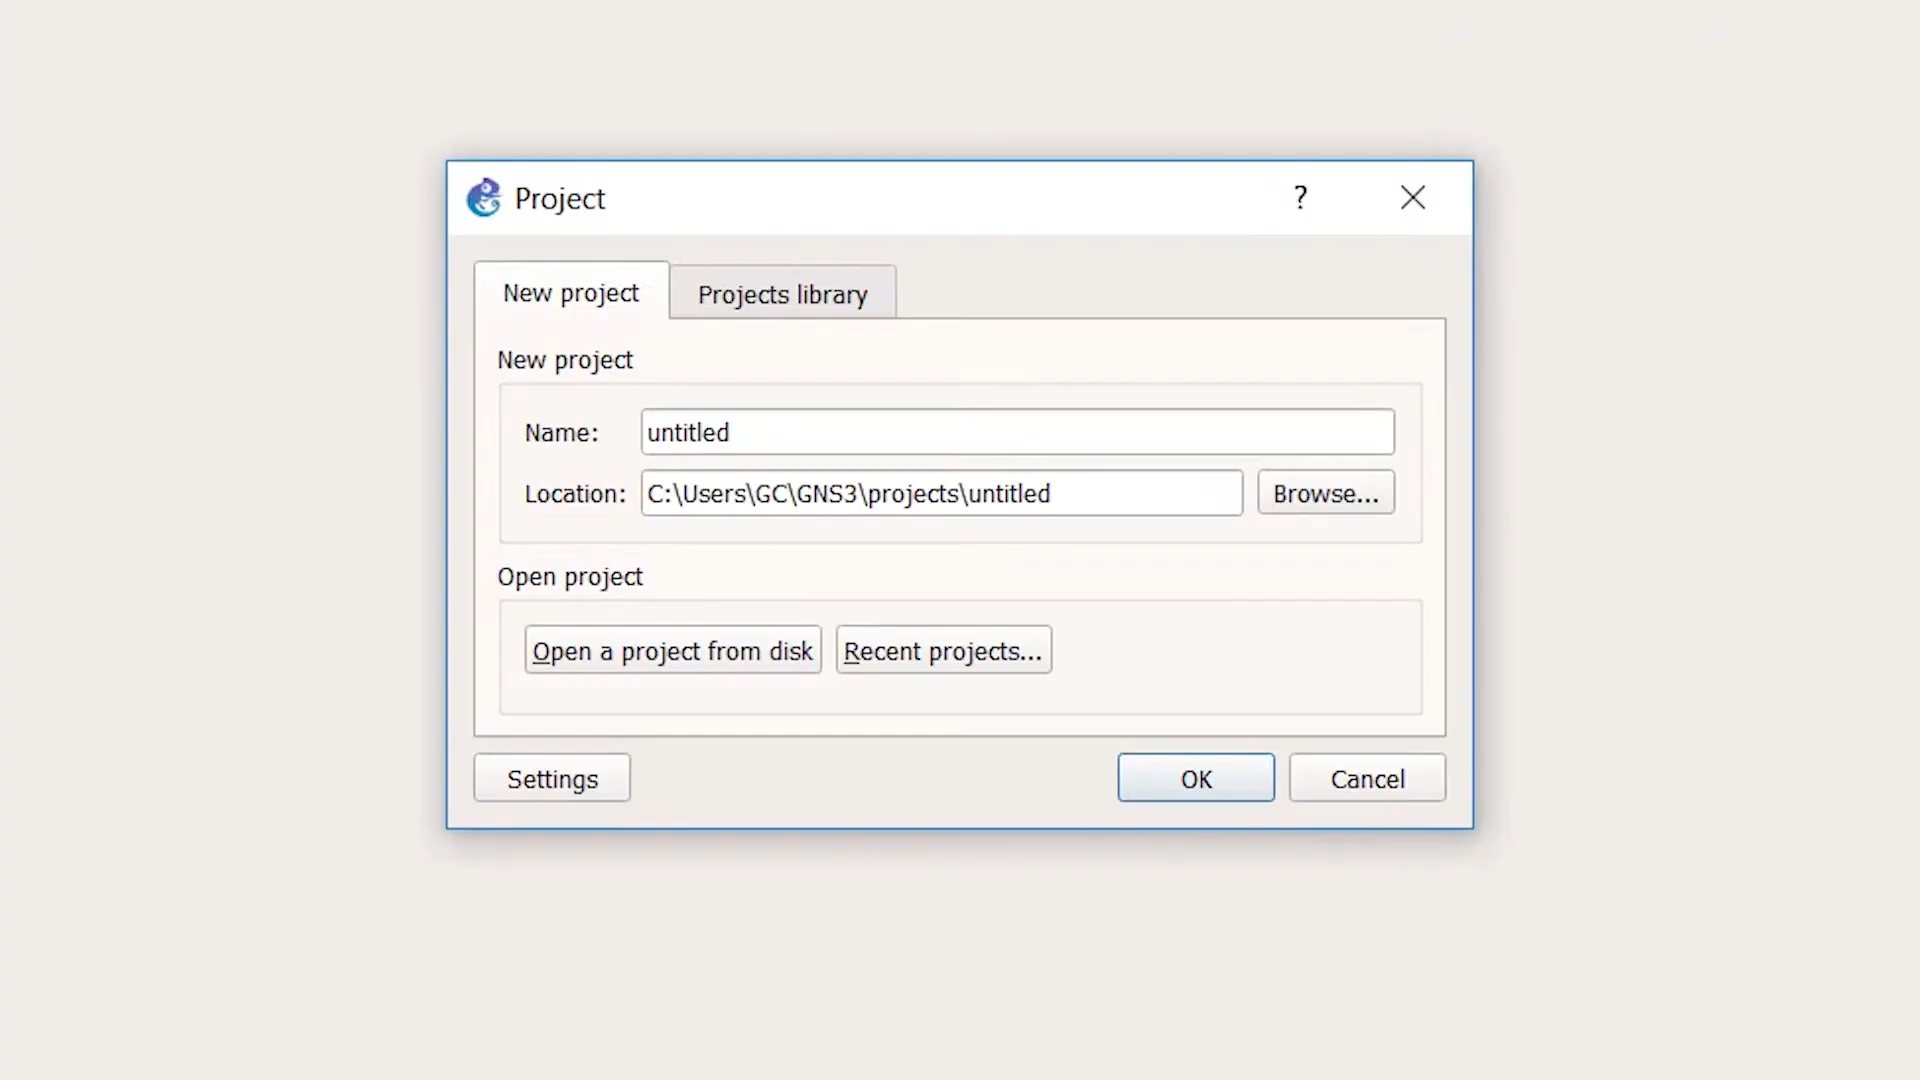 Project ?
New project Projects library
New project
Name: untitled
Location: C:\Users\GC\GNS3\projects\untitled Browse...
Open project
Open a project from disk Recent projects...
Settings OK Cancel